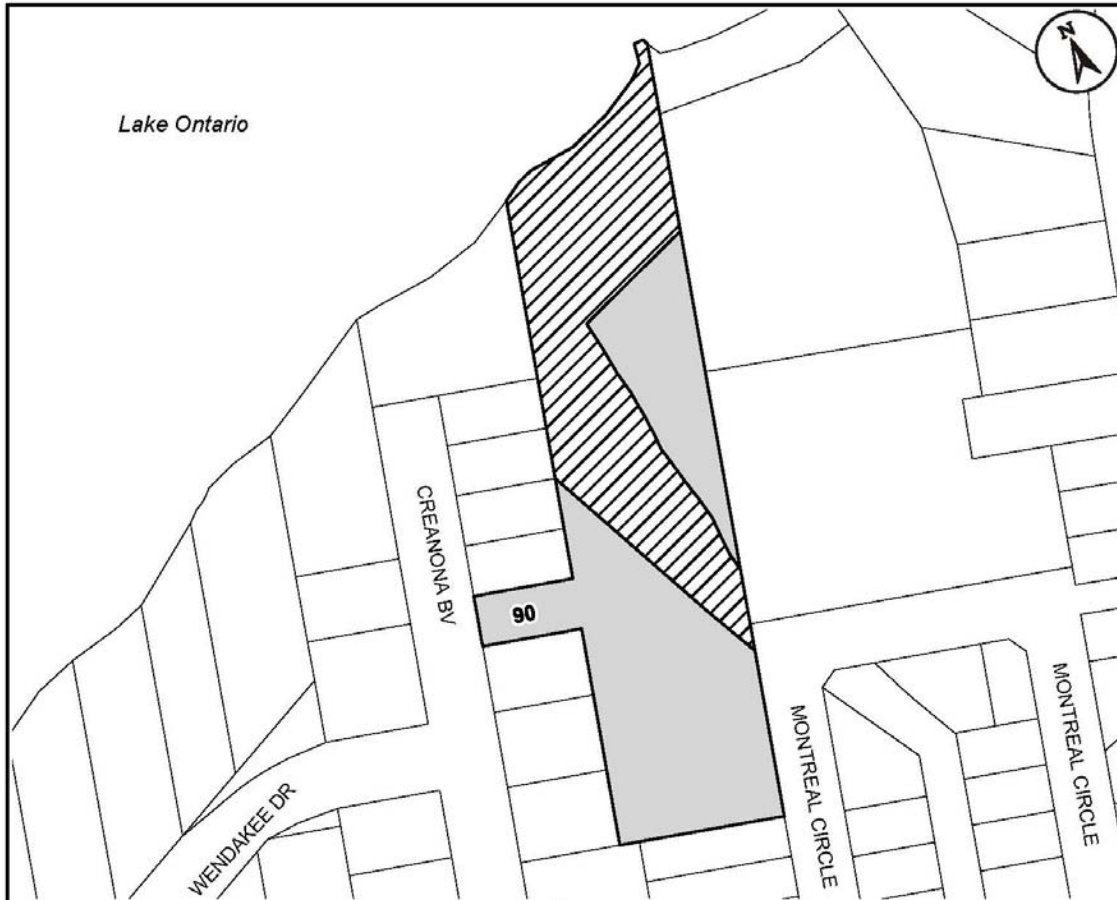 N
Lake Ontario
CREANONA BV
90
WENDAKEE DR
MONTREAL CIRCLE
MONTREAL CIRCLE